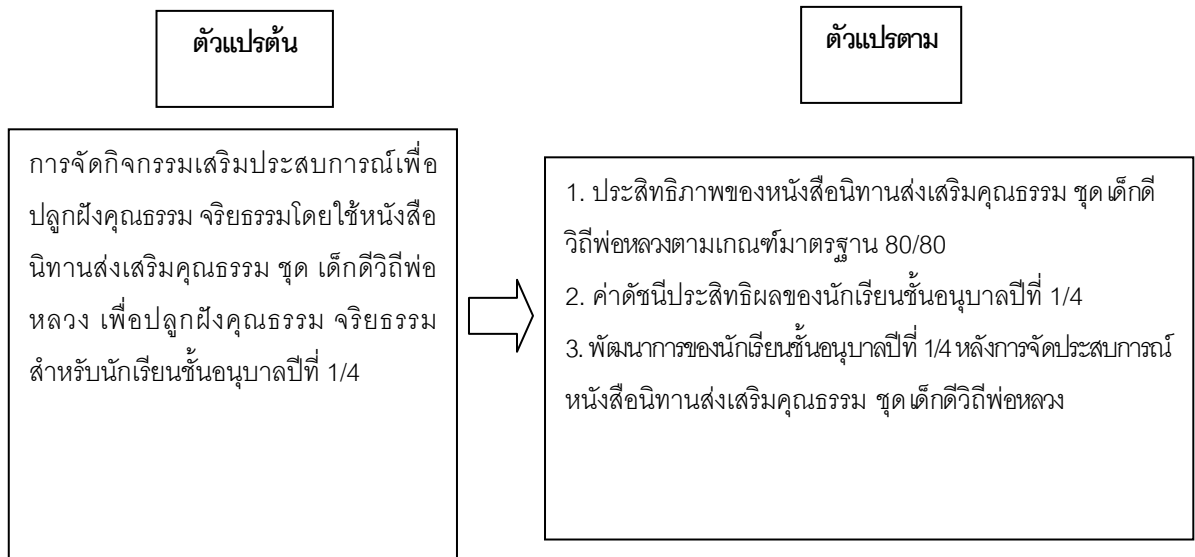 ตัวแปรต้น
ตัวแปรตาม
การจัดกิจกรรมเสริมประสบการณ์เพื่อ
ปลูกฝังคุณธรรม จริยธรรมโดยใช้หนังสือ
นิทานส่งเสริมคุณธรรม ชุด เด็กดีวิถีพ่อ
หลวง เพื่อปลูกฝังคุณธรรม จริยธรรม
สำหรับนักเรียนชั้นอนุบาลปีที่ 1/4
1. ประสิทธิภาพของหนังสือนิทานส่งเสริมคุณธรรม ชุด เด็กดี
วิถีพ่อหลวงตามเกณฑ์มาตรฐาน 80/80
2. ค่าดัชนีประสิทธิผลของนักเรียนชั้นอนุบาลปีที่ 1/4
3. พัฒนาการของนักเรียนชั้นอนุบาลปีที่ 1/4 หลังการจัดประสบการณ์
หนังสือนิทานส่งเสริมคุณธรรม ชุด เด็กดีวิถีพ่อหลวง